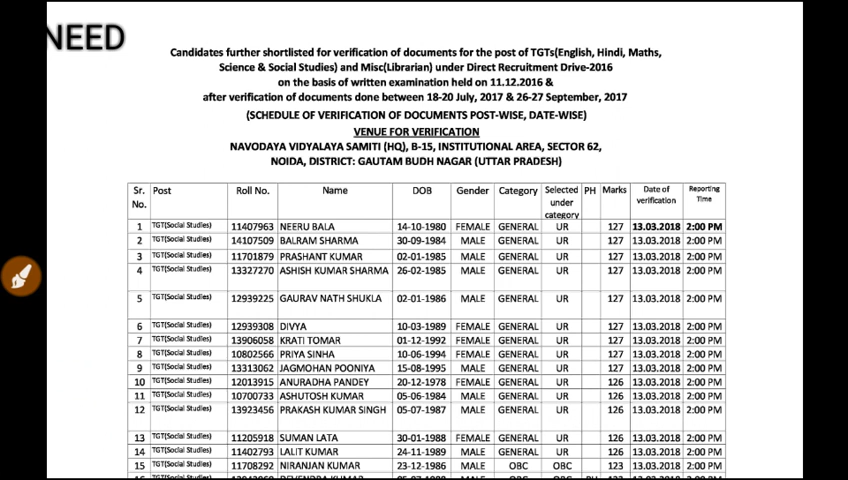 NEED
Candidates further shortlisted for verification of documents for the post of TGTs(English, Hindi, Maths,
Science & Social Studies) and Misc(Librarian) under Direct Recruitment Drive-2016
on the basis of written examination held on 11.12.2016 &
after verification of documents done between 18-20 July, 2017 & 26-27 September, 2017
(SCHEDULE OF VERIFICATION OF DOCUMENTS POST-WISE, DATE-WISE)
VENUE FOR VERIFICATION
NAVODAYA VIDYALAYA SAMITI (HQ), B-15, INSTITUTIONAL AREA, SECTOR 62,
NOIDA, DISTRICT: GAUTAM BUDH NAGAR (UTTAR PRADESH)
Sr. No. Post Roll No. Name DOB Gender Category Selected under category PH Marks Date of verification Reporting Time
1 TGT(Social Studies) 11407963 NEERU BALA 14-10-1980 FEMALE GENERAL UR 127 13.03.2018 2:00 PM
2 TGT(Social Studies) 14107509 BALRAM SHARMA 30-09-1984 MALE GENERAL UR 127 13.03.2018 2:00 PM
3 TGT(Social Studies) 11701879 PRASHANT KUMAR 02-01-1985 MALE GENERAL UR 127 13.03.2018 2:00 PM
4 TGT(Social Studies) 13327270 ASHISH KUMAR SHARMA 26-02-1985 MALE GENERAL UR 127 13.03.2018 2:00 PM
5 TGT(Social Studies) 12939225 GAURAV NATH SHUKLA 02-01-1986 MALE GENERAL UR 127 13.03.2018 2:00 PM
6 TGT(Social Studies) 12939308 DIVYA 10-03-1989 FEMALE GENERAL UR 127 13.03.2018 2:00 PM
7 TGT(Social Studies) 13906058 KRATI TOMAR 01-12-1992 FEMALE GENERAL UR 127 13.03.2018 2:00 PM
8 TGT(Social Studies) 10802566 PRIYA SINHA 10-06-1994 FEMALE GENERAL UR 127 13.03.2018 2:00 PM
9 TGT(Social Studies) 13313062 JAGMOHAN POONIYA 15-08-1995 MALE GENERAL UR 127 13.03.2018 2:00 PM
10 TGT(Social Studies) 12013915 ANURADHA PANDEY 20-12-1978 FEMALE GENERAL UR 126 13.03.2018 2:00 PM
11 TGT(Social Studies) 10700733 ASHUTOSH KUMAR 05-06-1984 MALE GENERAL UR 126 13.03.2018 2:00 PM
12 TGT(Social Studies) 13923456 PRAKASH KUMAR SINGH 05-07-1987 MALE GENERAL UR 126 13.03.2018 2:00 PM
13 TGT(Social Studies) 11205918 SUMAN LATA 30-01-1988 FEMALE GENERAL UR 126 13.03.2018 2:00 PM
14 TGT(Social Studies) 11402793 LALIT KUMAR 24-11-1989 MALE GENERAL UR 126 13.03.2018 2:00 PM
15 TGT(Social Studies) 11708292 NIRANJAN KUMAR 23-12-1986 MALE OBC OBC 123 13.03.2018 2:00 PM